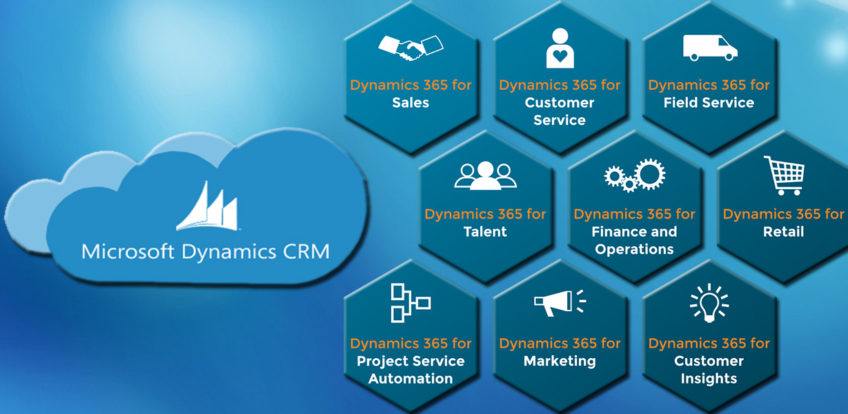 Microsoft Dynamics CRM
Dynamics 365 for
Sales
Dynamics 365 for
Customer
Service
Dynamics 365 for
Field Service
Dynamics 365 for
Talent
Dynamics 365 for
Finance and
Operations
Dynamics 365 for
Retail
Dynamics 365 for
Project Service
Automation
Dynamics 365 for
Marketing
Dynamics 365 for
Customer
Insights